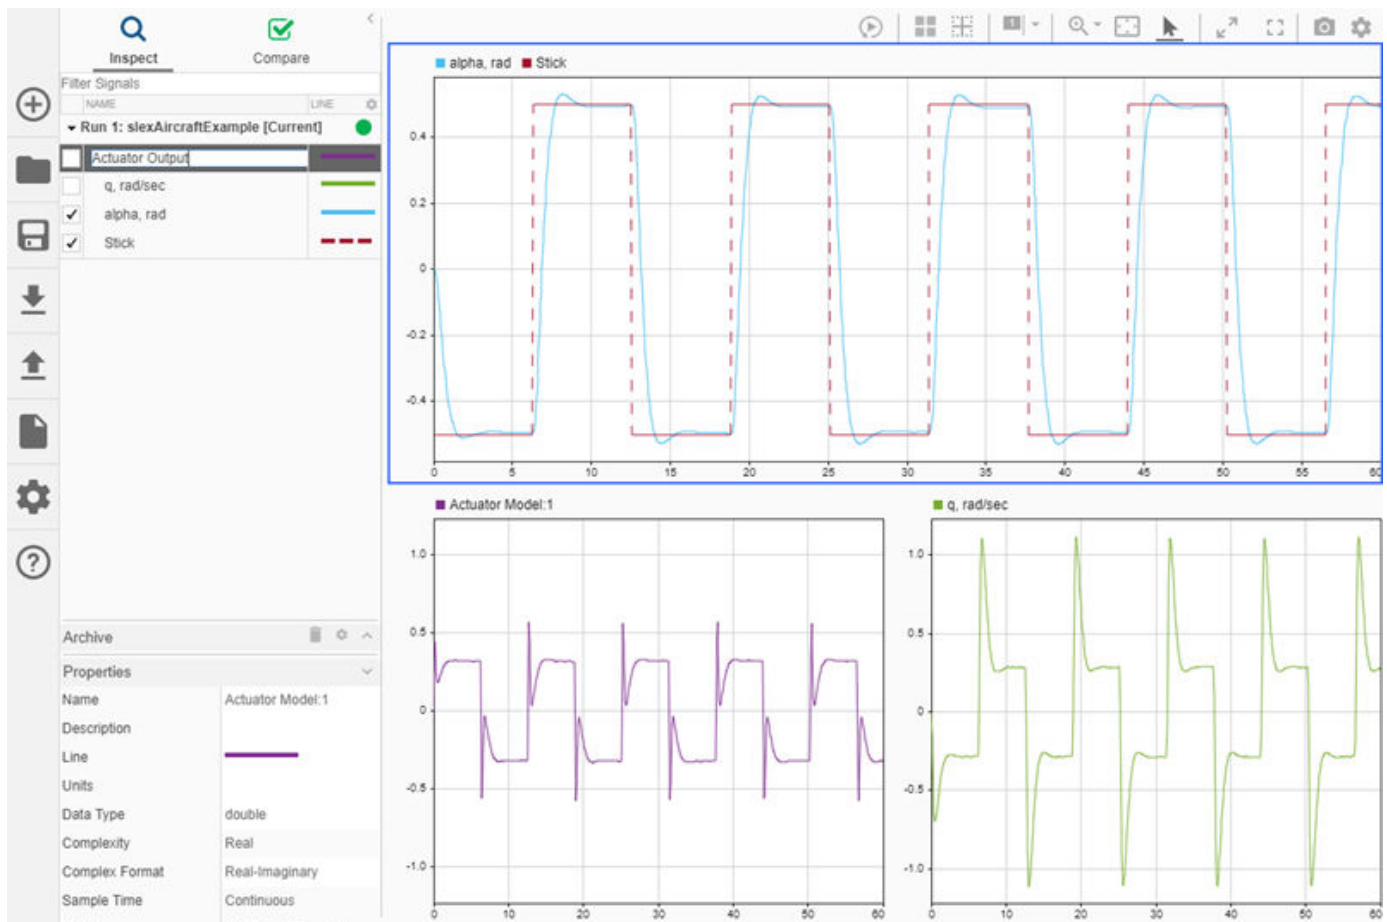 Inspect
Compare
Filter Signals
NAME LINE
Run 1: slexAircraftExample [Current]
Actuator Output
q, rad/sec
alpha, rad
Stick
Archive
Properties
Name Actuator Model:1
Description
Line
Units
Data Type double
Complexity Real
Complex Format Real-Imaginary
Sample Time Continuous
1
alpha, rad Stick
0.4
0.2
0
-0.2
-0.4
0 5 10 15 20 25 30 35 40 45 50 55 60
Actuator Model:1
1.0
0.5
0
-0.5
-1.0
0 10 20 30 40 50 60
q, rad/sec
1.0
0.5
0
-0.5
-1.0
0 10 20 30 40 50 60